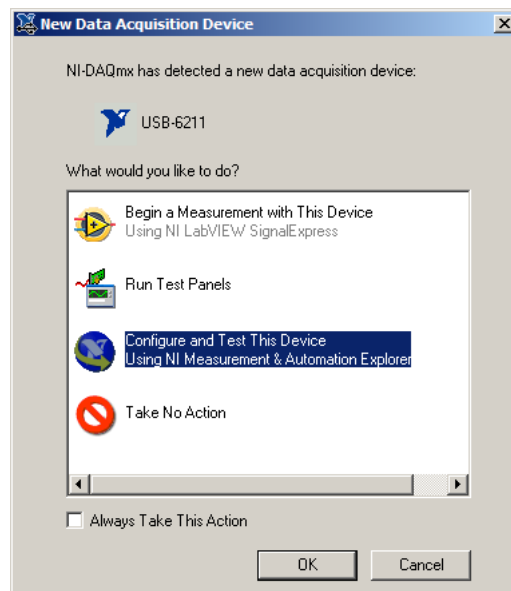 New Data Acquisition Device
NI-DAQmx has detected a new data acquisition device:
USB-6211
What would you like to do?
Begin a Measurement with This Device
Using NI LabVIEW SignalExpress
Run Test Panels
Configure and Test This Device
Using NI Measurement & Automation Explorer
Take No Action
Always Take This Action
OK
Cancel